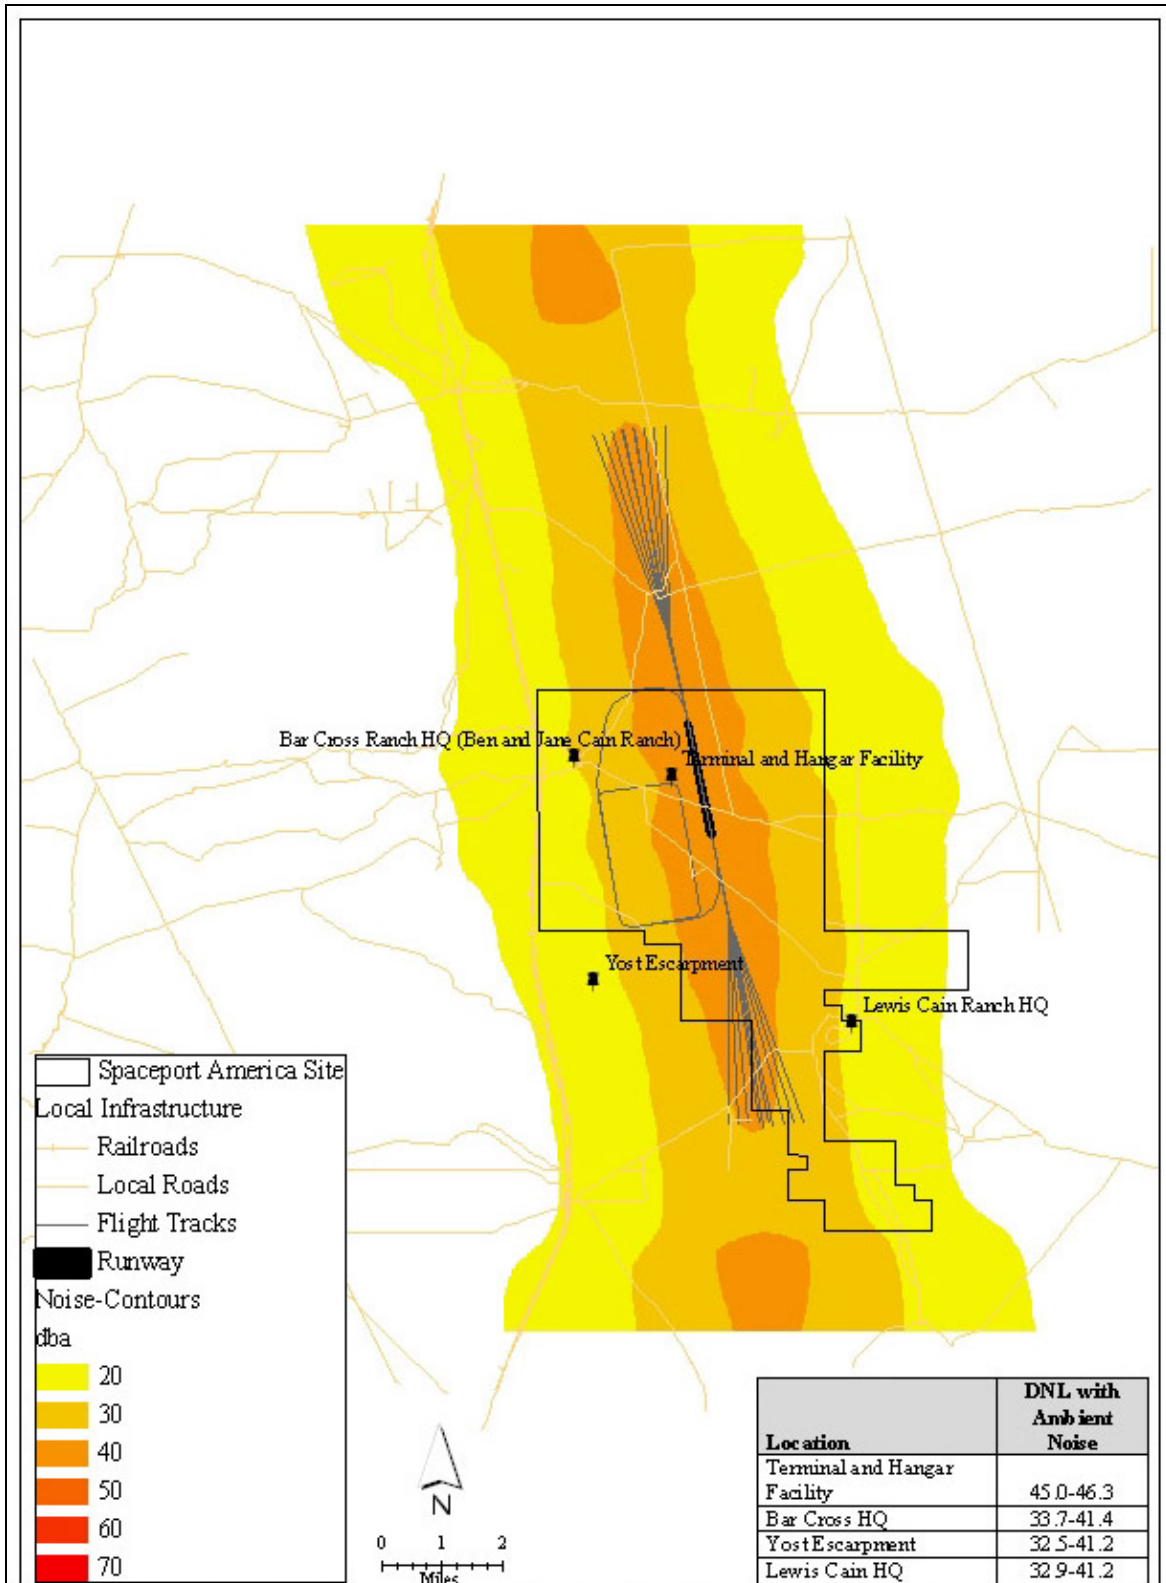 Bar Cross Ranch HQ (Ben and Jane Cain Ranch)
Terminal and Hangar Facility
Yost Escarpment
Lewis Cain Ranch HQ
Spaceport America Site
Local Infrastructure
Railroads
Local Roads
Flight Tracks
Runway
Noise-Contours
dba
20
30
40
50
60
70
N
0 1 2
Miles
DNL with
Ambient
Location Noise
Terminal and Hangar
Facility 45.0-46.3
Bar Cross HQ 33.7-41.4
Yost Escarpment 32.5-41.2
Lewis Cain HQ 32.9-41.2